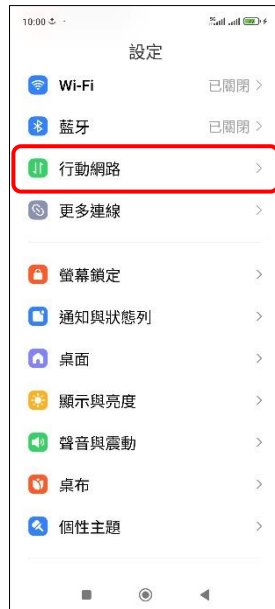 10:00
設定
Wi-Fi
已關閉
藍牙
已關閉
行動網路
更多連線
螢幕鎖定
通知與狀態列
桌面
顯示與亮度
聲音與震動
桌布
個性主題